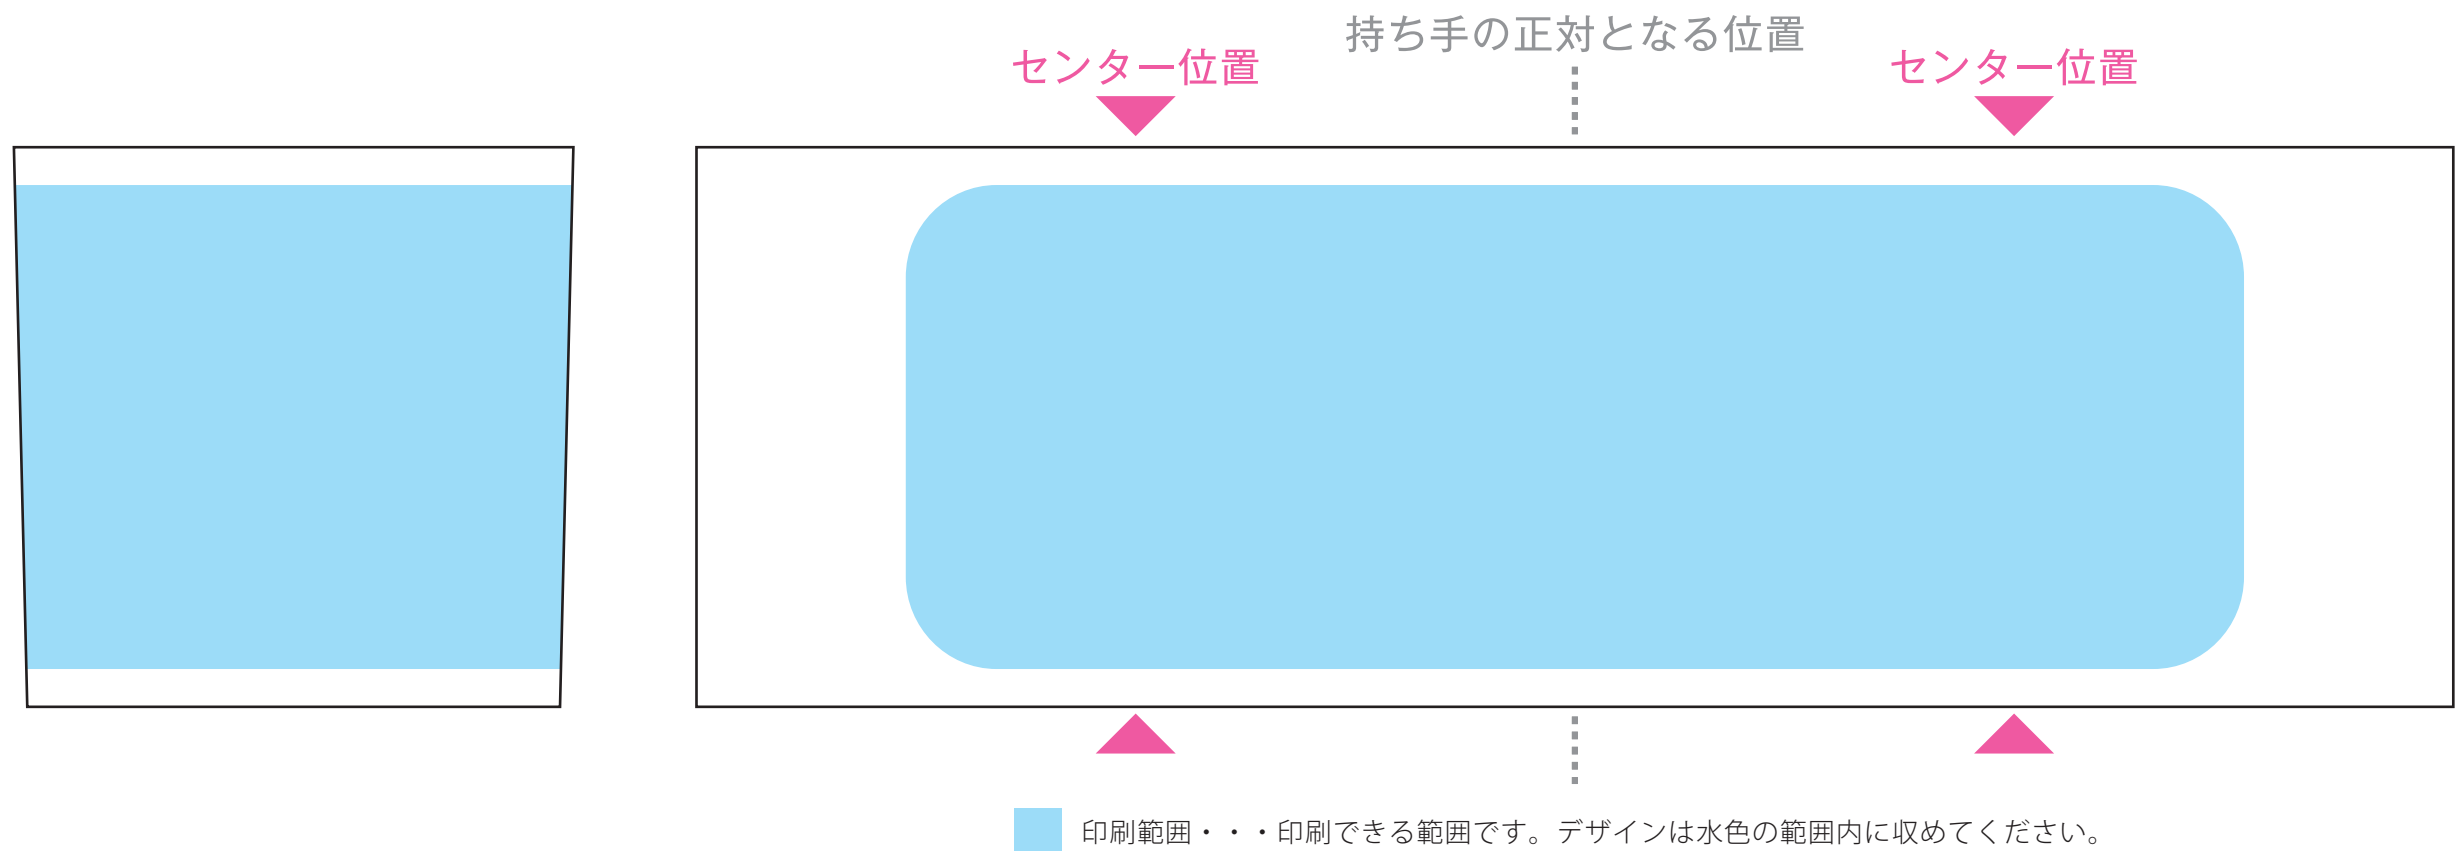 持ち手の正対となる位置
センター位置
センター位置
印刷範囲・・・印刷できる範囲です。デザインは水色の範囲内に収めてください。